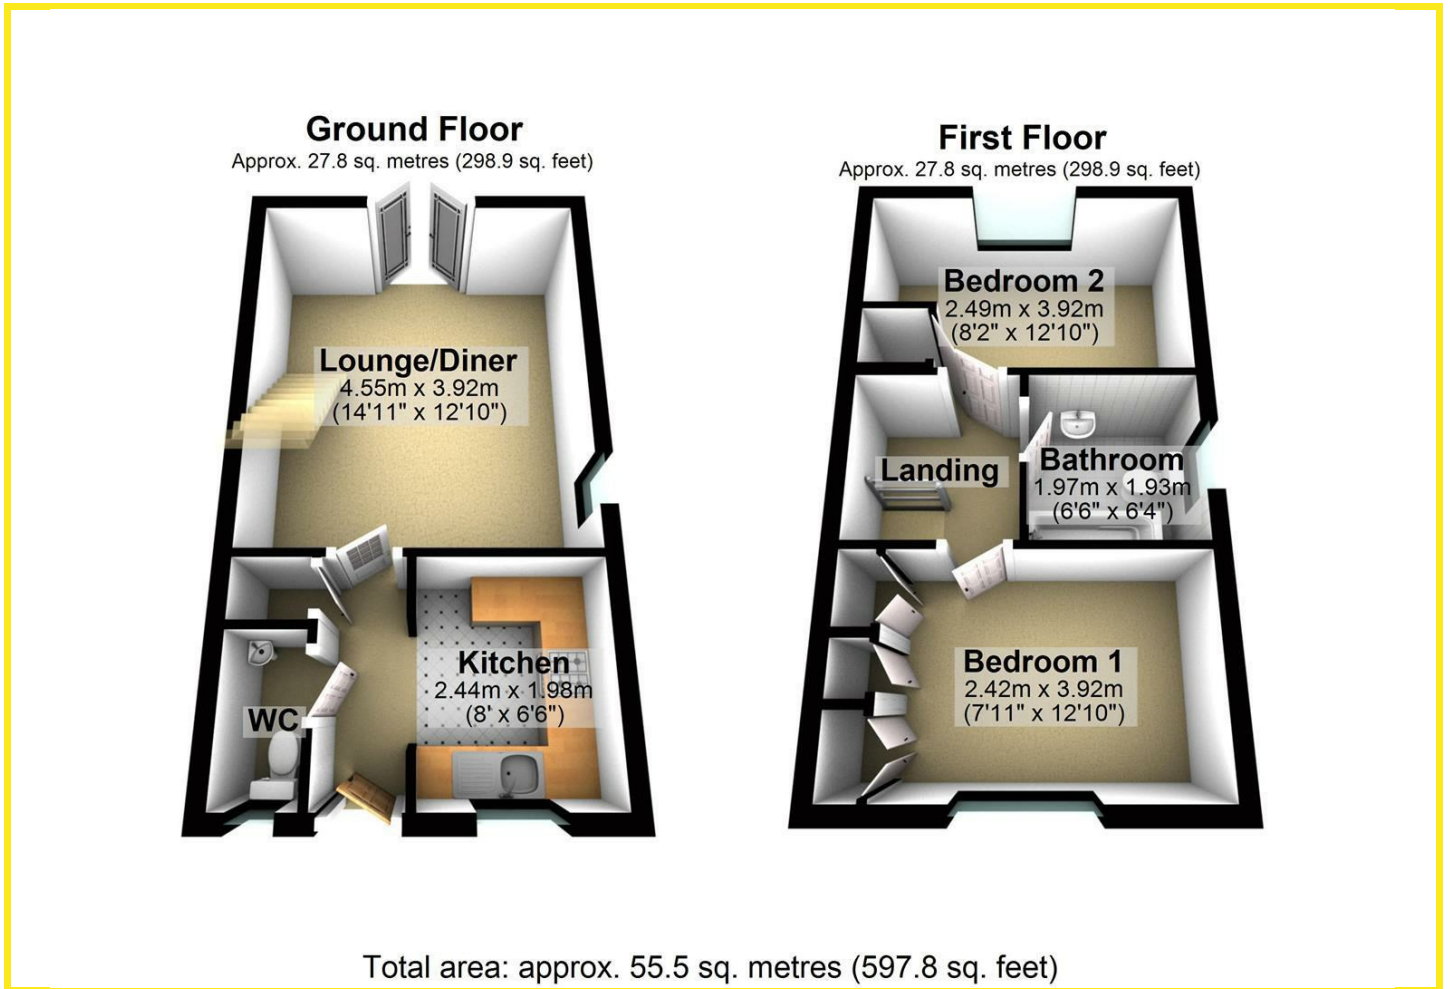 Ground Floor
Approx. 27.8 sq. metres (298.9 sq. feet)
Lounge/Diner
4.55m x 3.92m
(14'11" x 12'10")
Kitchen
2.44m x 1.98m
(8' x 6'6")
WC
First Floor
Approx. 27.8 sq. metres (298.9 sq. feet)
Bedroom 2
2.49m x 3.92m
(8'2" x 12'10")
Landing
Bathroom
1.97m x 1.93m
(6'6" x 6'4")
Bedroom 1
2.42m x 3.92m
(7'11" x 12'10")
Total area: approx. 55.5 sq. metres (597.8 sq. feet)